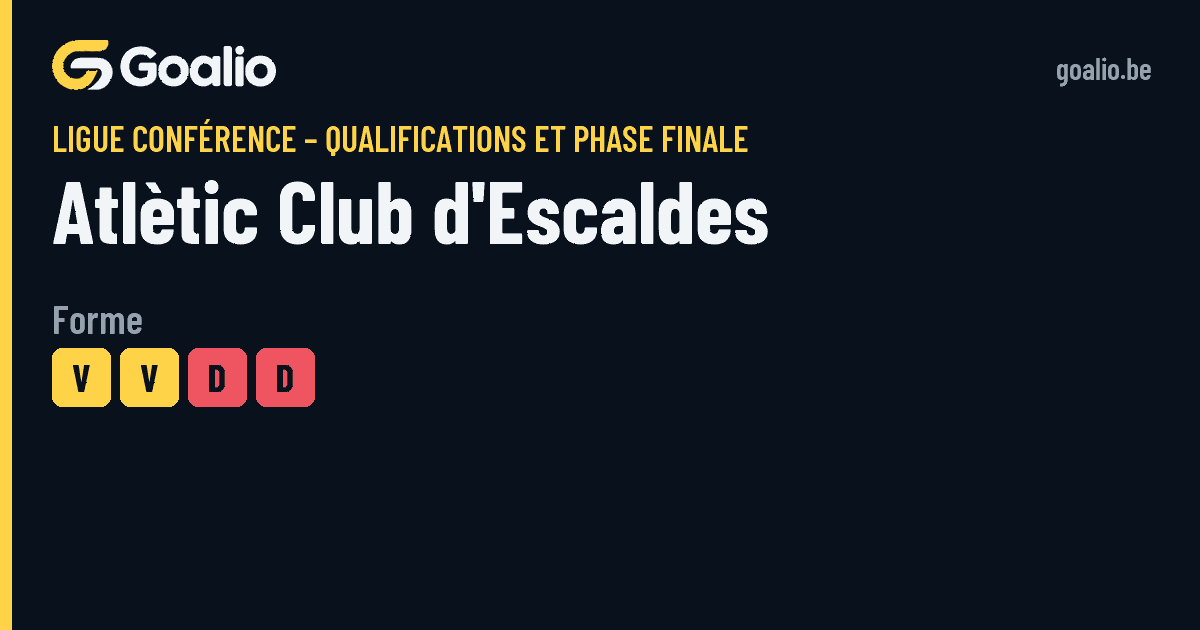 Goalio
goalio.be
LIGUE CONFÉRENCE – QUALIFICATIONS ET PHASE FINALE
Atlètic Club d'Escaldes
Forme
V V D D